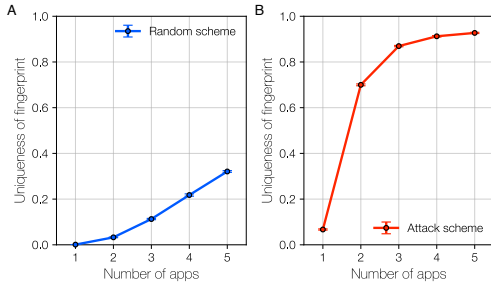 A
1.0
0.8
0.6
0.4
0.2
0.0
Uniqueness of fingerprint
Random scheme
1 2 3 4 5
Number of apps
B
1.0
0.8
0.6
0.4
0.2
0.0
Uniqueness of fingerprint
Attack scheme
1 2 3 4 5
Number of apps